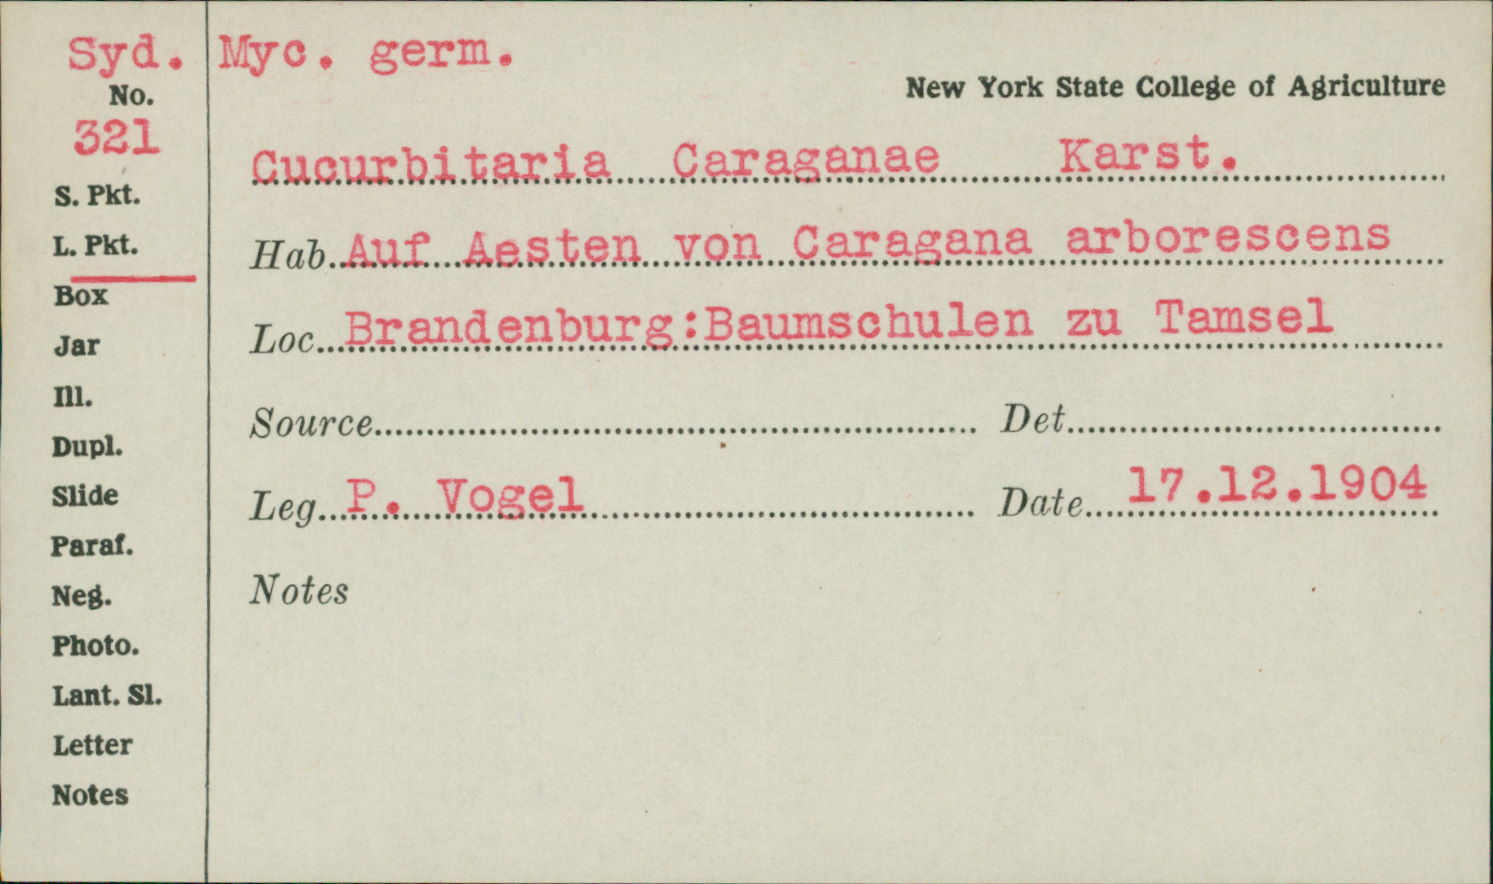 Syd. Myc. germ.
New York State College of Agriculture
No.
321
Cucurbitaria Caraganae Karst.
S. Pkt.
L. Pkt.
Hab. Auf Aesten von Caragana arborescens
Box
Loc. Brandenburg:Baumschulen zu Tamsel
Jar
Ill.
Source Det.
Dupl.
Slide
Leg. P. Vogel Date 17.12.1904
Paraf.
Neg.
Notes
Photo.
Lant. Sl.
Letter
Notes